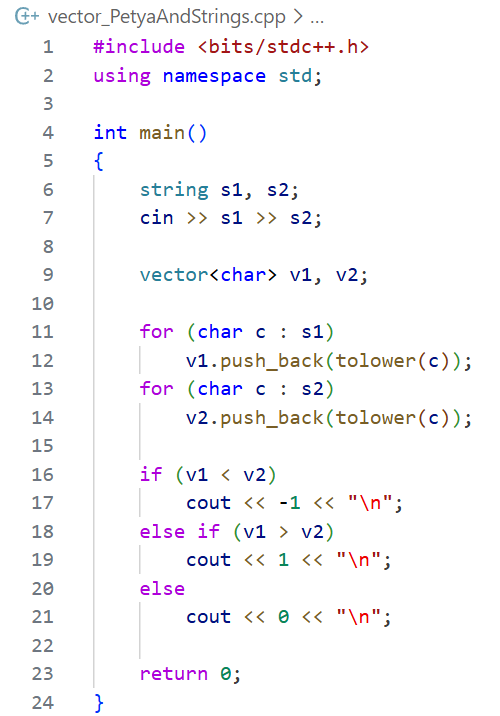 C++ vector_PetyaAndStrings.cpp > ...
1 #include <bits/stdc++.h>
2 using namespace std;
3
4 int main()
5 {
6     string s1, s2;
7     cin >> s1 >> s2;
8
9     vector<char> v1, v2;
10
11     for (char c : s1)
12         v1.push_back(tolower(c));
13     for (char c : s2)
14         v2.push_back(tolower(c));
15
16     if (v1 < v2)
17         cout << -1 << "\n";
18     else if (v1 > v2)
19         cout << 1 << "\n";
20     else
21         cout << 0 << "\n";
22
23     return 0;
24 }